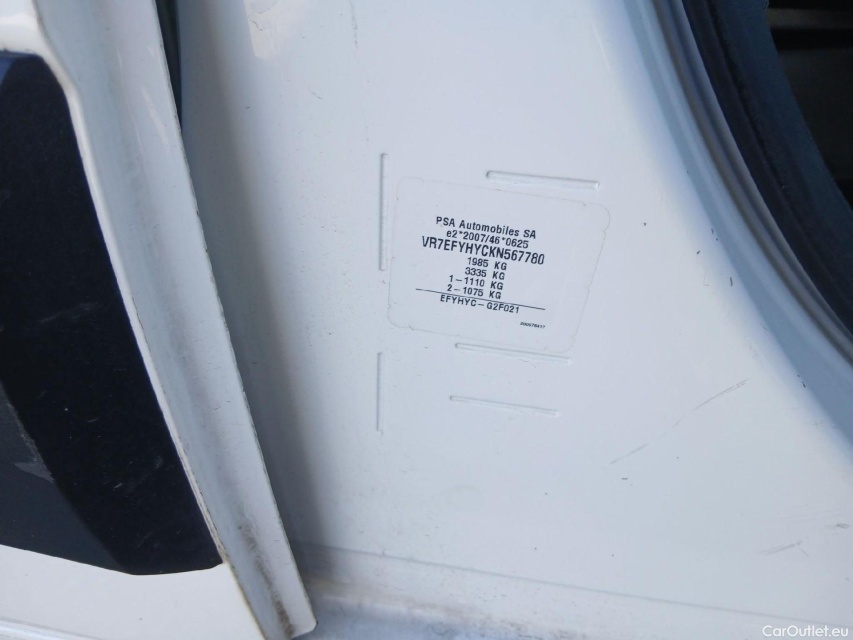 PSA Automobiles SA
e2*2007/46*0625
VR7EFYHYCKN567780
1985 KG
3335 KG
1-1110 KG
2-1075 KG
EFYHYC-G2F021
CarOutlet.eu